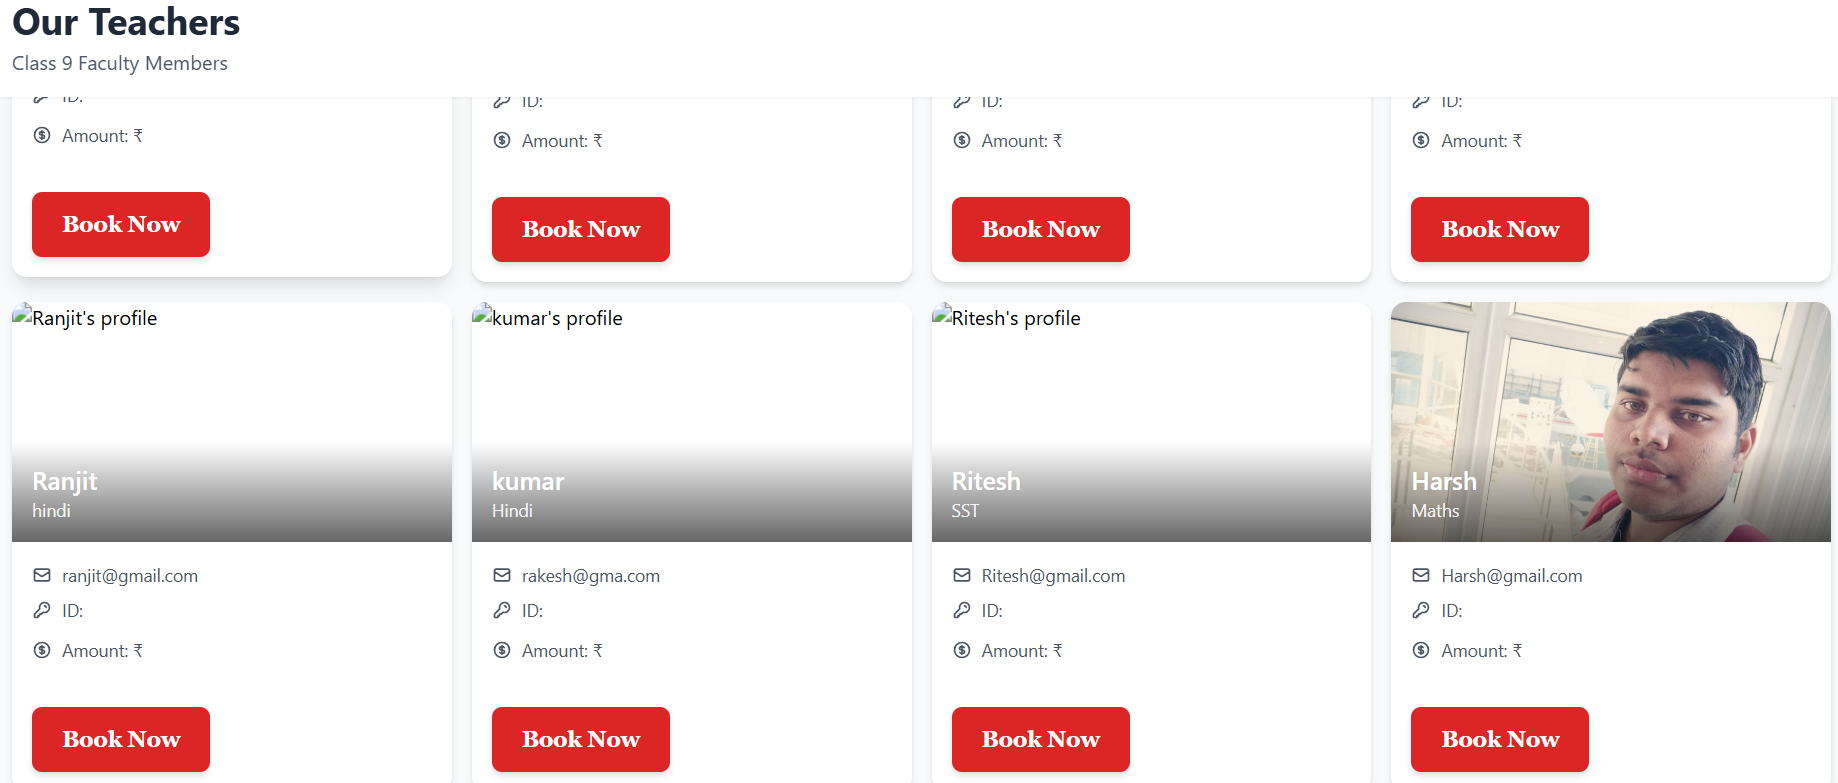 Our Teachers
Class 9 Faculty Members
ID: ID: ID: ID:
Amount: ₹ Amount: ₹ Amount: ₹ Amount: ₹
Book Now Book Now Book Now Book Now
Ranjit's profile kumar's profile Ritesh's profile
Ranjit kumar Ritesh Harsh
hindi Hindi SST Maths
ranjit@gmail.com rakesh@gma.com Ritesh@gmail.com Harsh@gmail.com
ID: ID: ID: ID:
Amount: ₹ Amount: ₹ Amount: ₹ Amount: ₹
Book Now Book Now Book Now Book Now